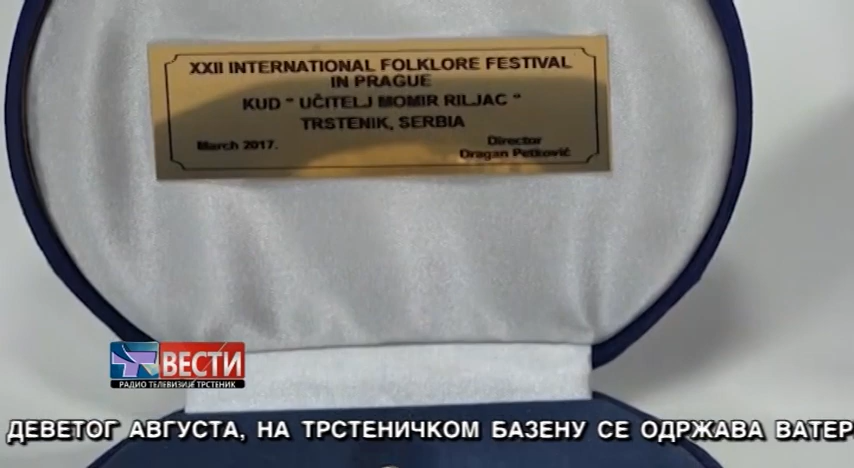 XXII INTERNATIONAL FOLKLORE FESTIVAL
IN PRAGUE
KUD " UČITELJ MOMIR RILJAC "
TRSTENIK, SERBIA
March 2017.
Director
Dragan Petković
ВЕСТИ
РАДИО ТЕЛЕВИЗИЈЕ ТРСТЕНИК
ДЕВЕТОГ АВГУСТА, НА ТРСТЕНИЧКОМ БАЗЕНУ СЕ ОДРЖАВА ВАТЕР